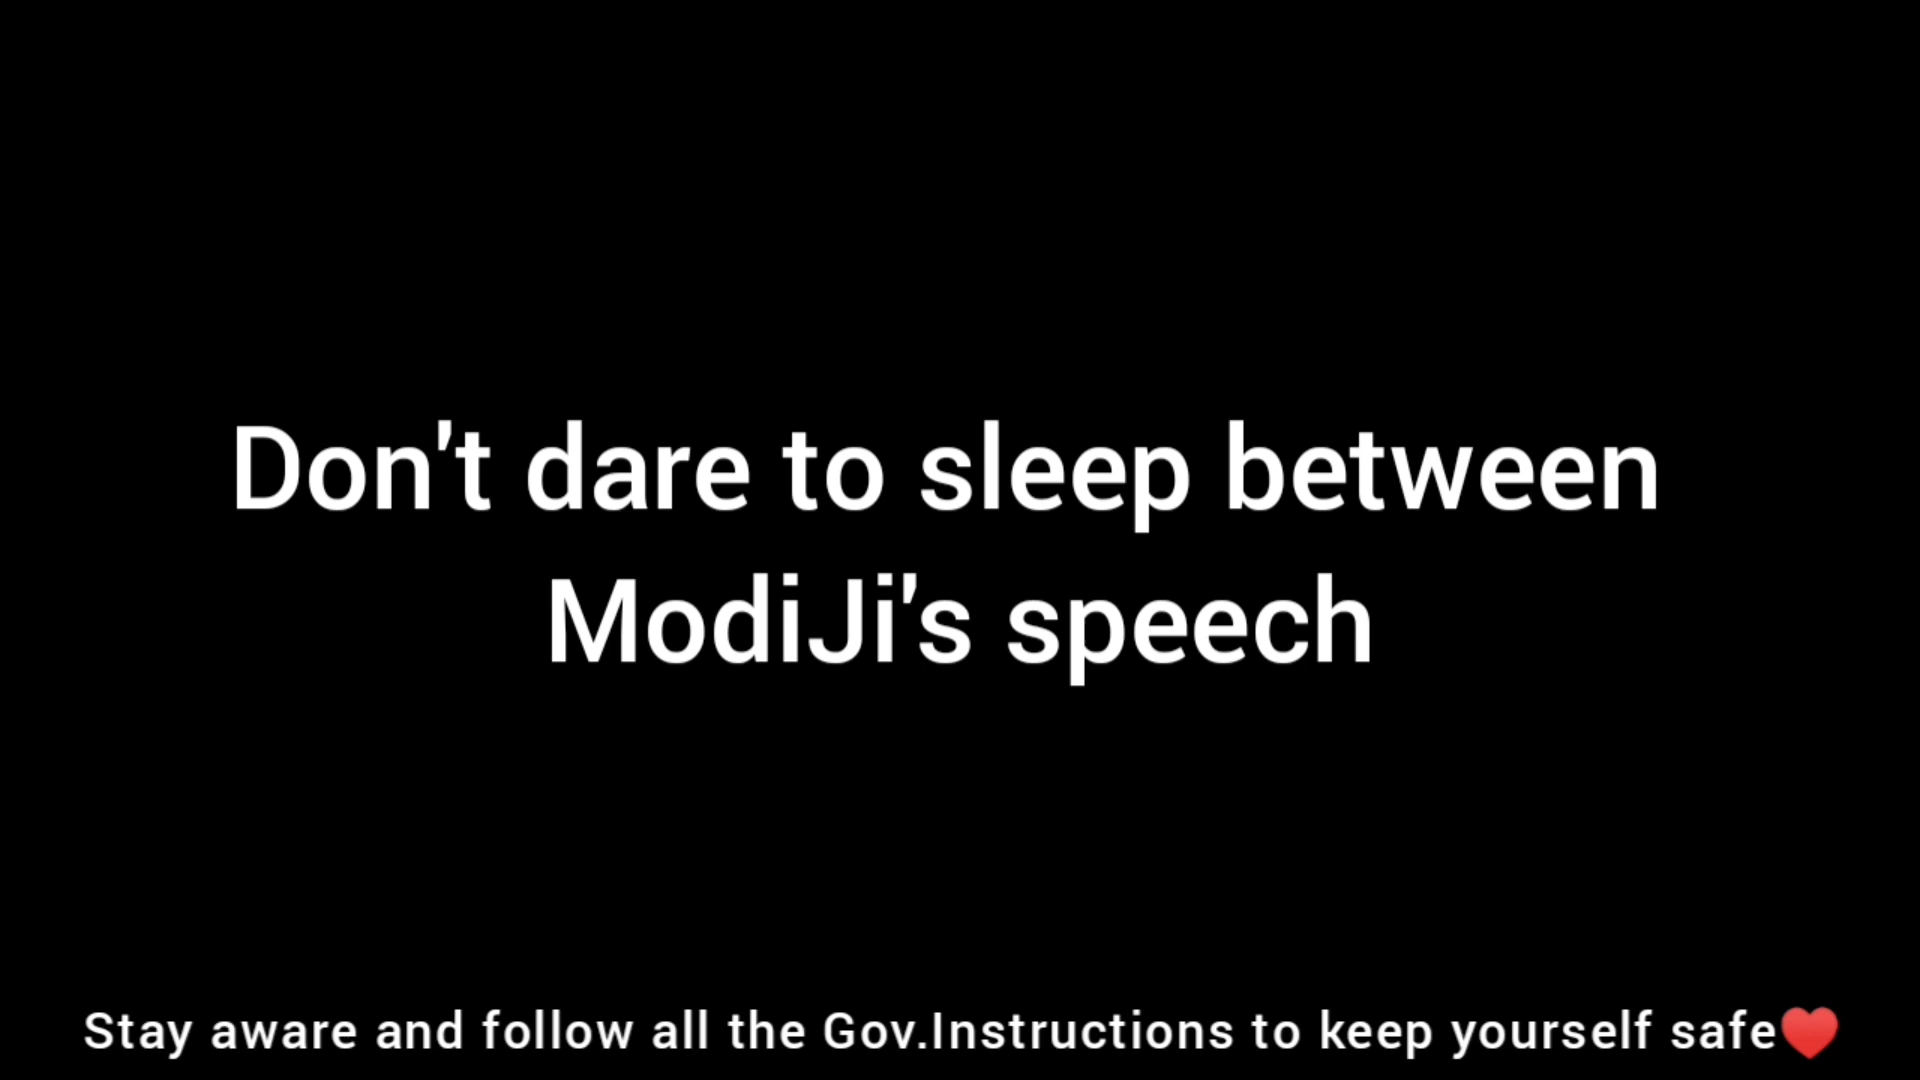 Don't dare to sleep between
ModiJi's speech
Stay aware and follow all the Gov.Instructions to keep yourself safe❤️